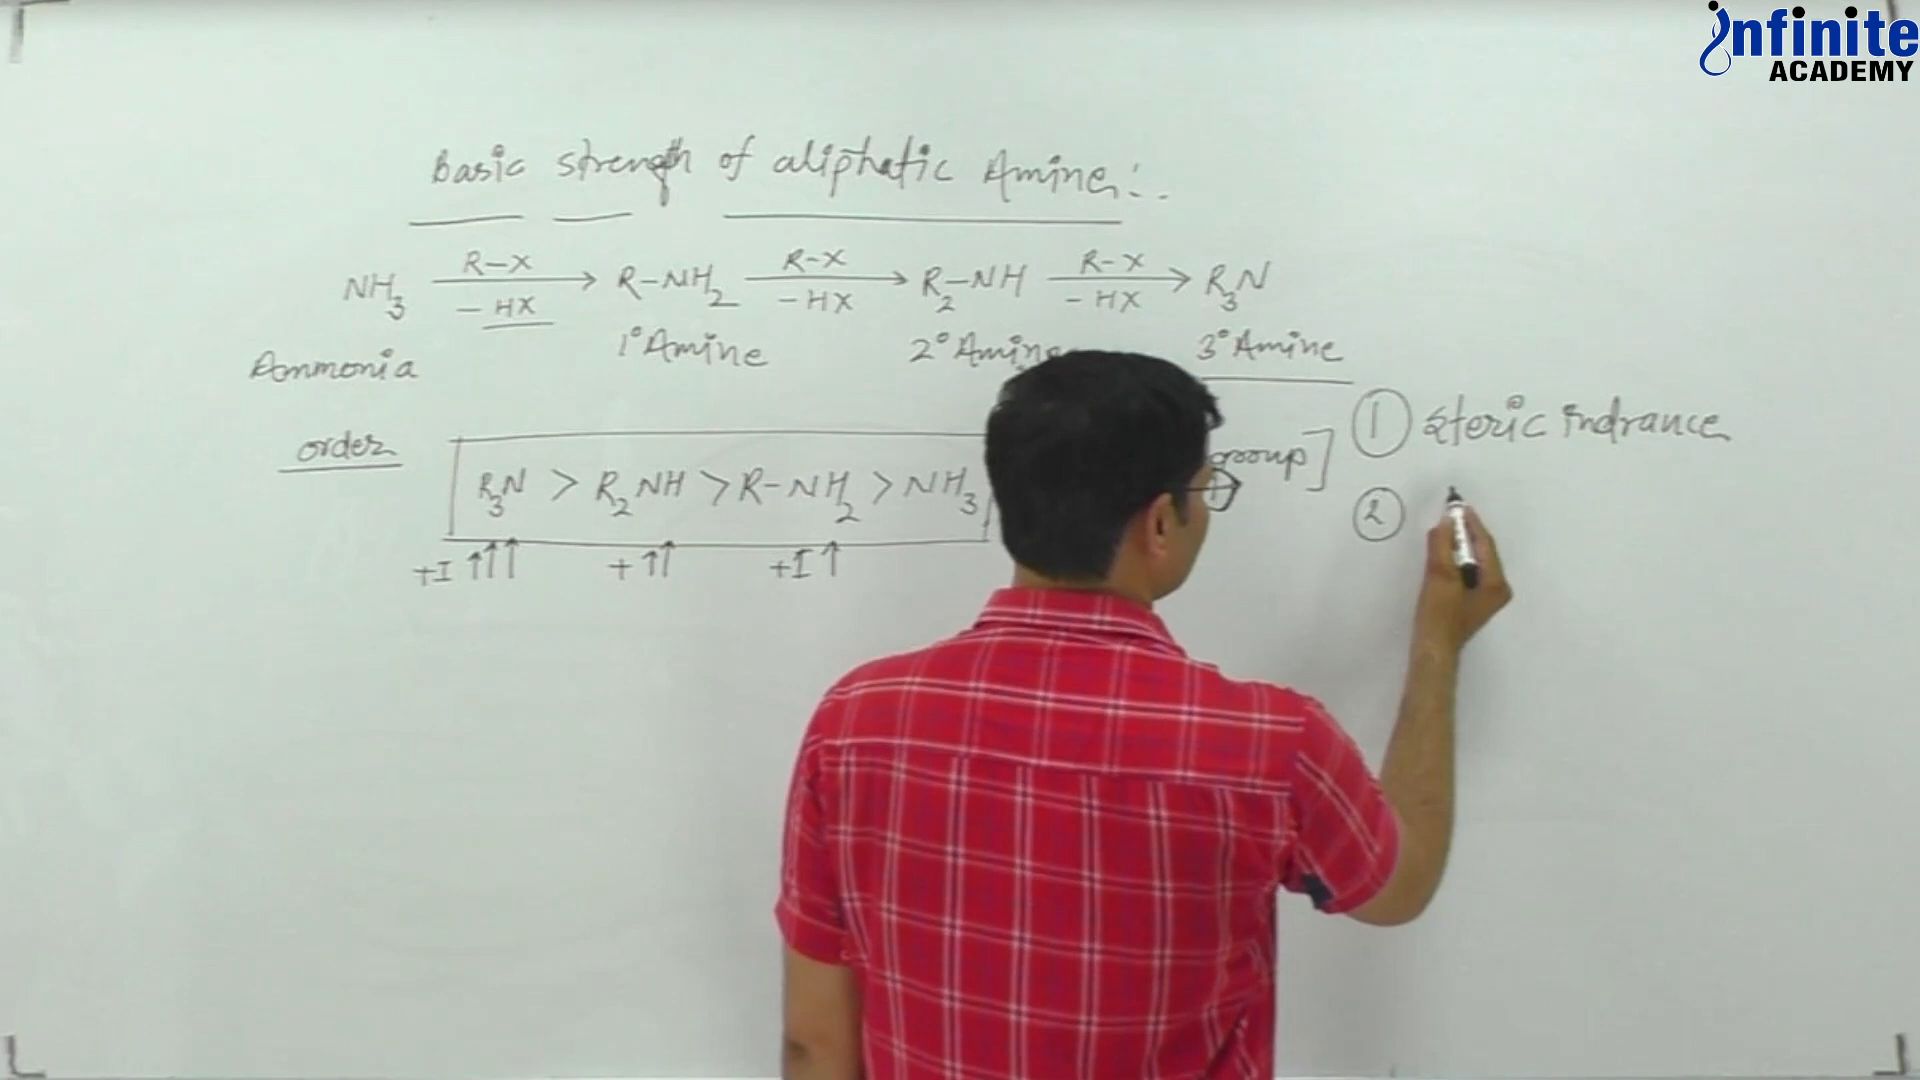 infinite
ACADEMY
Basic strength of aliphatic Amine:.
NH3 R-X - HX → R-NH2 R-X - HX → R2-NH R-X - HX → R3N
Ammonia 1° Amine 2° Amine 3° Amine
order R3N > R2NH > R-NH2 > NH3 group]
+I ↑↑↑ + ↑↑ +I ↑
① Steric indrance
②